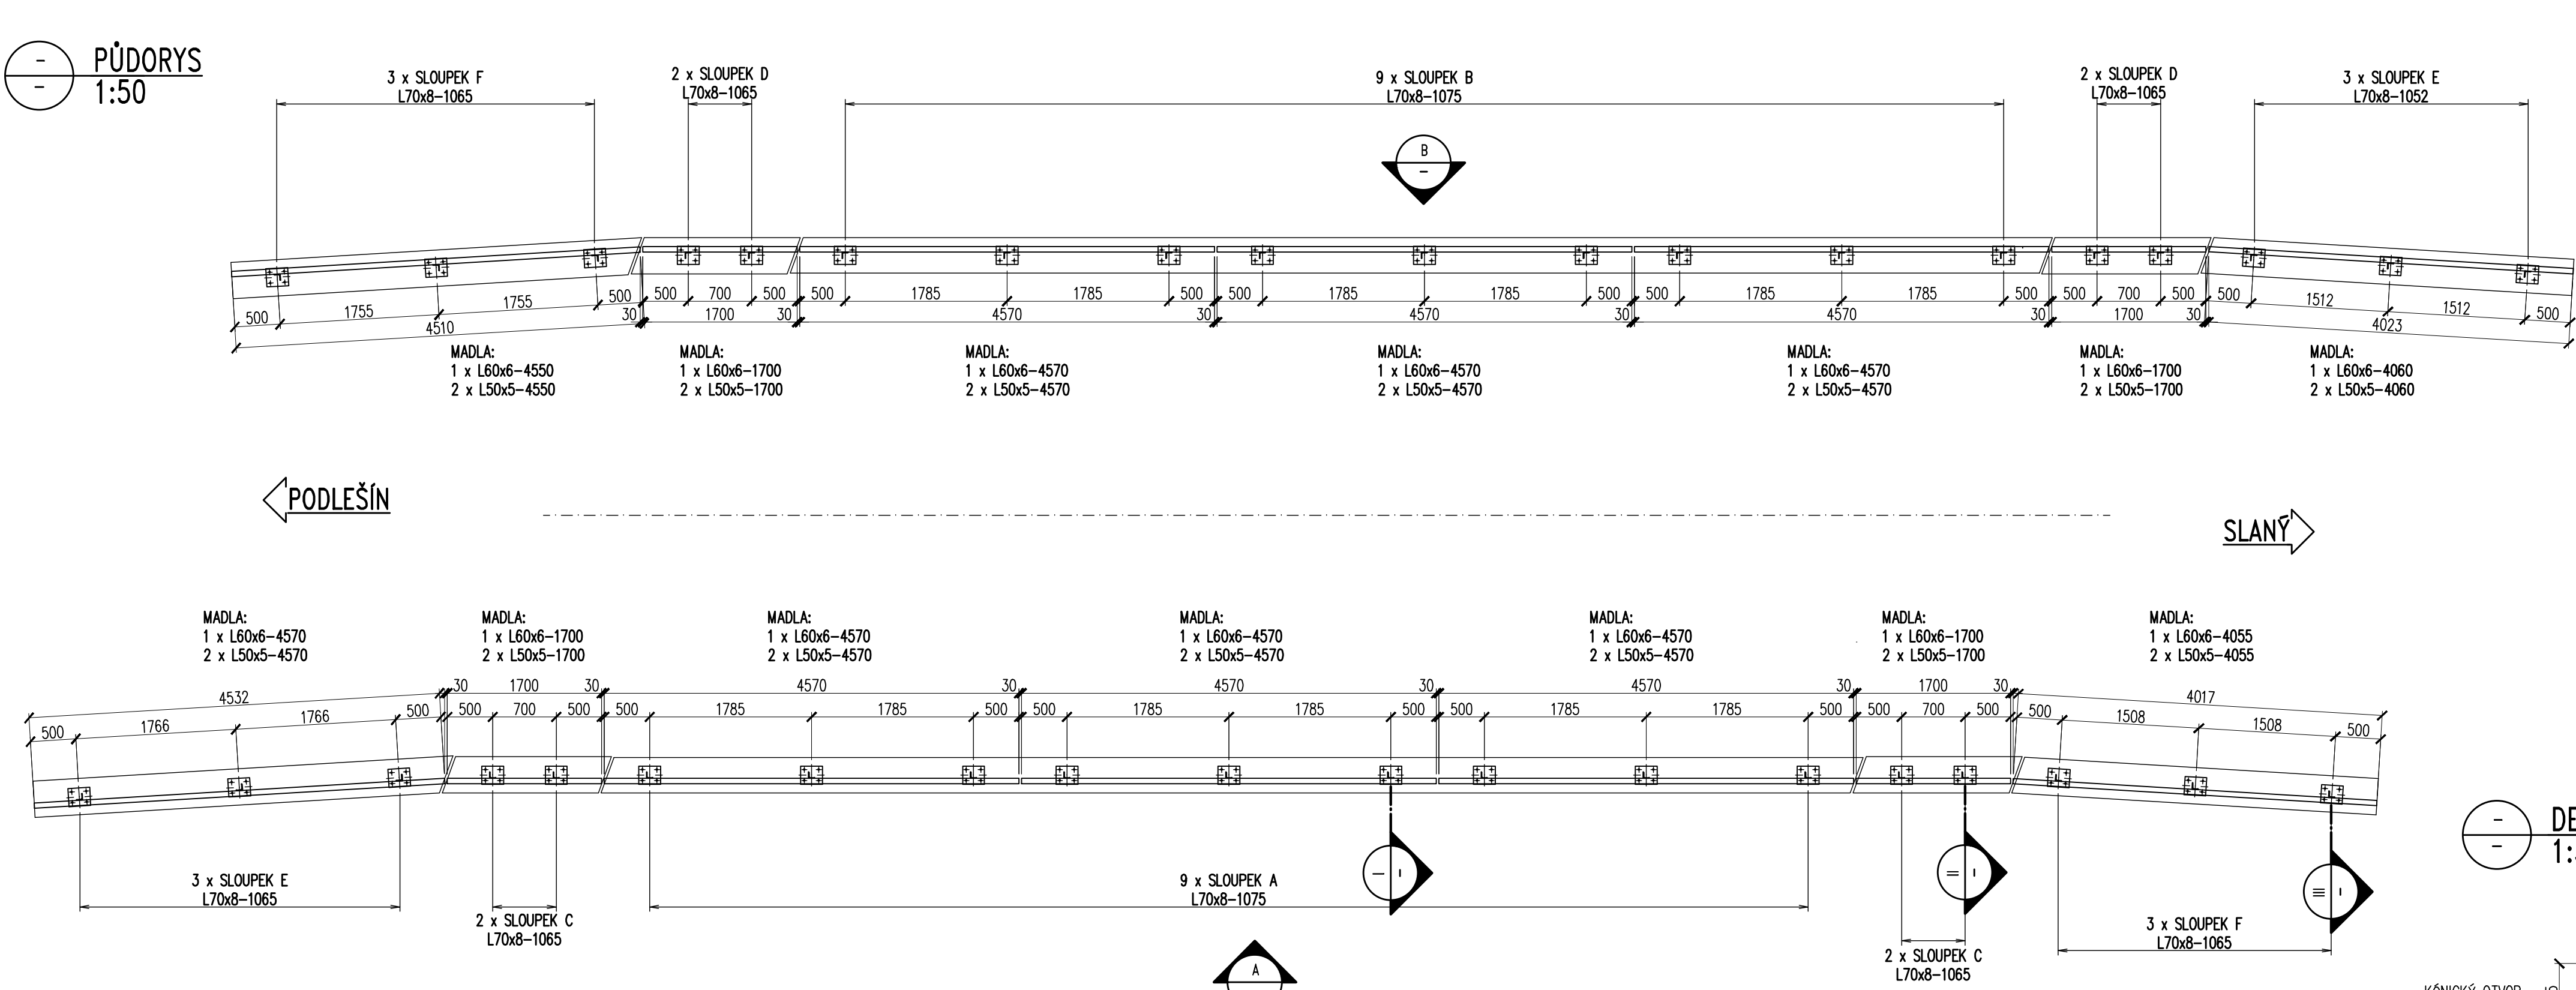 PŮDORYS
1:50
3 x SLOUPEK F
L70x8-1065
2 x SLOUPEK D
L70x8-1065
9 x SLOUPEK B
L70x8-1075
2 x SLOUPEK D
L70x8-1065
3 x SLOUPEK E
L70x8-1052
B
500 1755 1755 500 500 700 500 500 1785 1785 500 500 1785 1785 500 500 1785 1785 500 500 700 500 500 1512 1512 500
4510 30 1700 30 4570 30 4570 30 4570 30 1700 30 4023
MADLA:
1 x L60x6-4550
2 x L50x5-4550
MADLA:
1 x L60x6-1700
2 x L50x5-1700
MADLA:
1 x L60x6-4570
2 x L50x5-4570
MADLA:
1 x L60x6-4570
2 x L50x5-4570
MADLA:
1 x L60x6-4570
2 x L50x5-4570
MADLA:
1 x L60x6-1700
2 x L50x5-1700
MADLA:
1 x L60x6-4060
2 x L50x5-4060
PODLEŠÍN
SLANÝ
MADLA:
1 x L60x6-4570
2 x L50x5-4570
MADLA:
1 x L60x6-1700
2 x L50x5-1700
MADLA:
1 x L60x6-4570
2 x L50x5-4570
MADLA:
1 x L60x6-4570
2 x L50x5-4570
MADLA:
1 x L60x6-4570
2 x L50x5-4570
MADLA:
1 x L60x6-1700
2 x L50x5-1700
MADLA:
1 x L60x6-4055
2 x L50x5-4055
4532 30 1700 30 4570 30 4570 30 4570 30 1700 30 4017
500 1766 1766 500 500 700 500 500 1785 1785 500 500 1785 1785 500 500 1785 1785 500 500 700 500 500 1508 1508 500
DE
1:
I
II
III
3 x SLOUPEK E
L70x8-1065
2 x SLOUPEK C
L70x8-1065
9 x SLOUPEK A
L70x8-1075
2 x SLOUPEK C
L70x8-1065
3 x SLOUPEK F
L70x8-1065
A